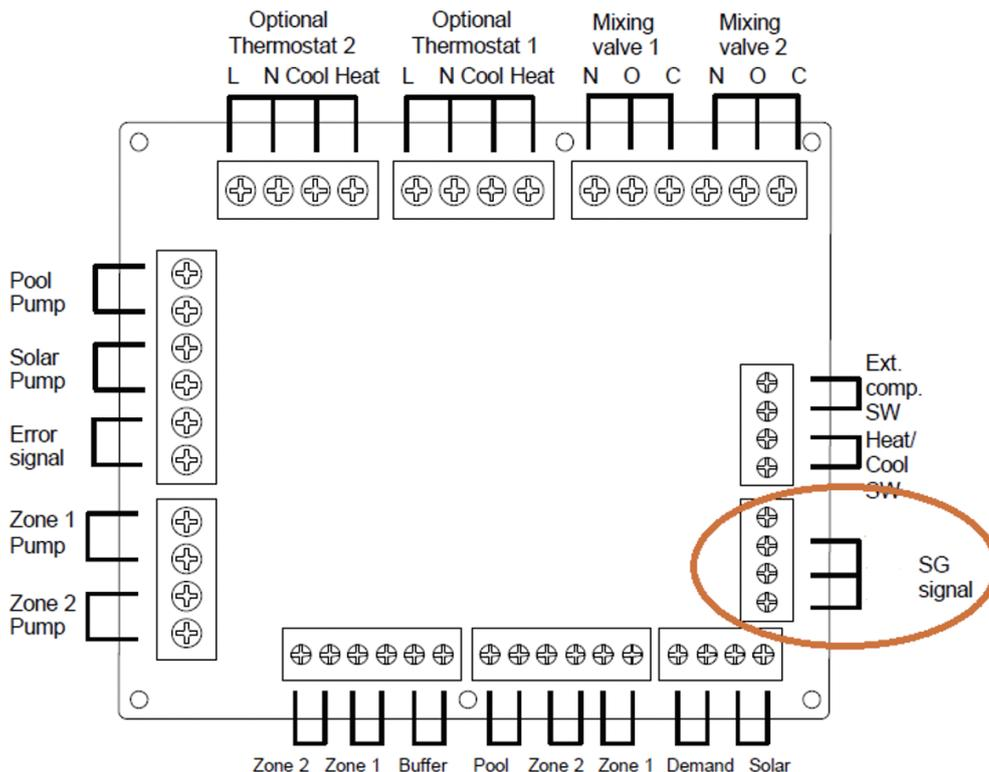 Optional
Thermostat 2
L N Cool Heat
Optional
Thermostat 1
L N Cool Heat
Mixing
valve 1
N O C
Mixing
valve 2
N O C
Pool
Pump
Solar
Pump
Error
signal
Zone 1
Pump
Zone 2
Pump
Ext.
comp.
SW
Heat/
Cool
SW
SG
signal
Zone 2 Zone 1 Buffer Pool Zone 2 Zone 1 Demand Solar